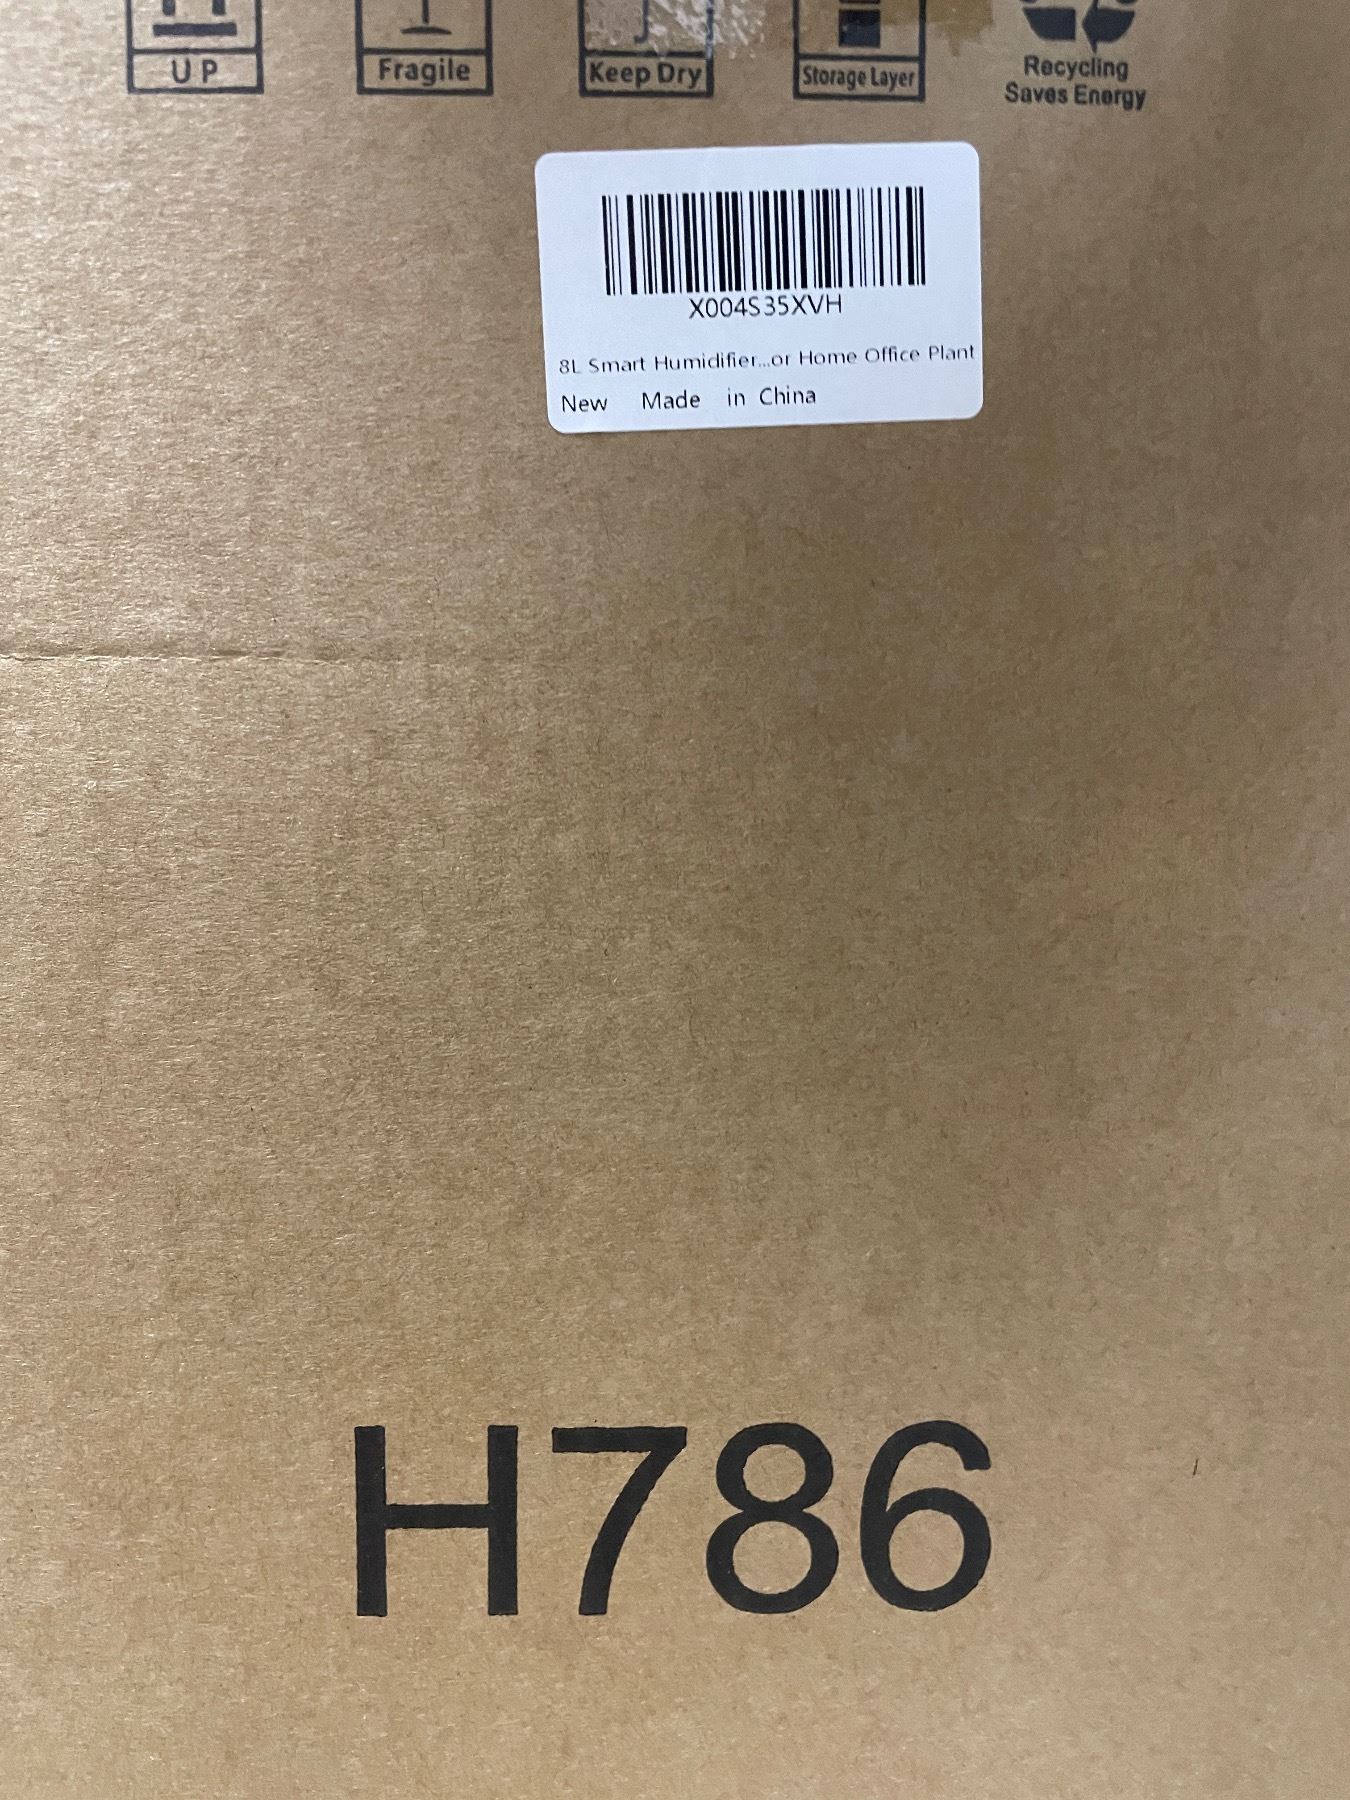 UP
Fragile
Keep Dry
Storage Layer
Recycling
Saves Energy
X004S35XVH
8L Smart Humidifier...or Home Office Plant
New Made in China
H786